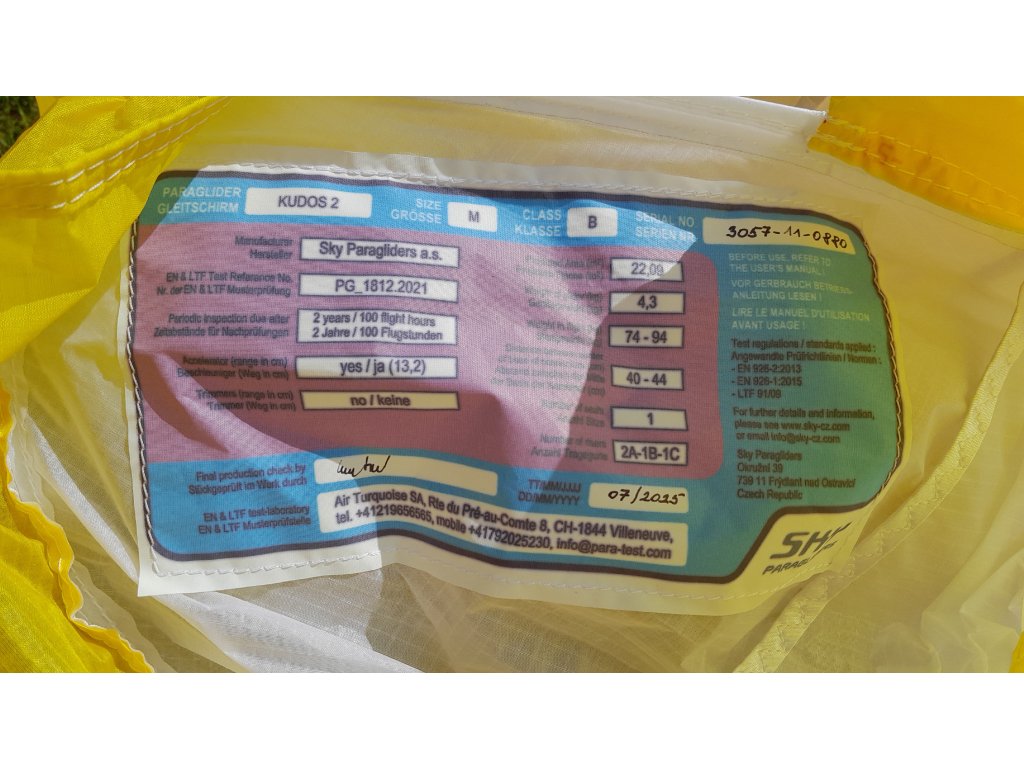 PARAGLIDER
GLEITSCHIRM
KUDOS 2
SIZE
GRÖSSE
M
CLASS
KLASSE
B
SERIAL NO
SERIEN NR.
3057-11-0880
Manufacturer
Hersteller
Sky Paragliders a.s.
EN & LTF Test Reference No.
Nr. der EN & LTF Musterprüfung
PG_1812.2021
Periodic inspection due after
Zeitabstände für Nachprüfungen
2 years / 100 flight hours
2 Jahre / 100 Flugstunden
Accelerator (range in cm)
Beschleuniger (Weg in cm)
yes / ja (13,2)
Trimmers (range in cm)
Trimmer (Weg in cm)
no / keine
22,09
4,3
74 - 94
40 - 44
Number of seats
Anzahl Sitze
1
Number of risers
Anzahl Tragegurte
2A-1B-1C
BEFORE USE, REFER TO
THE USER'S MANUAL !
VOR GERBRAUCH BETRIEBS-
ANLEITUNG LESEN !
LIRE LE MANUEL D'UTILISATION
AVANT USAGE !
Test regulations / standards applied :
Angewandte Prüfrichtlinien / Normen :
- EN 926-2:2013
- EN 926-1:2015
- LTF 91/09
For further details and information,
please see www.sky-cz.com
or email info@sky-cz.com
Sky Paragliders
Okružní 39
739 11 Frýdlant nad Ostravicí
Czech Republic
Final production check by
Stückgeprüft im Werk durch
TT/MM/JJJJ
DD/MM/YYYY
07/2025
EN & LTF test-laboratory
EN & LTF Musterprüfstelle
Air Turquoise SA, Rte du Pré-au-Comte 8, CH-1844 Villeneuve,
tel. +41219656565, mobile +41792025230, info@para-test.com
SKY